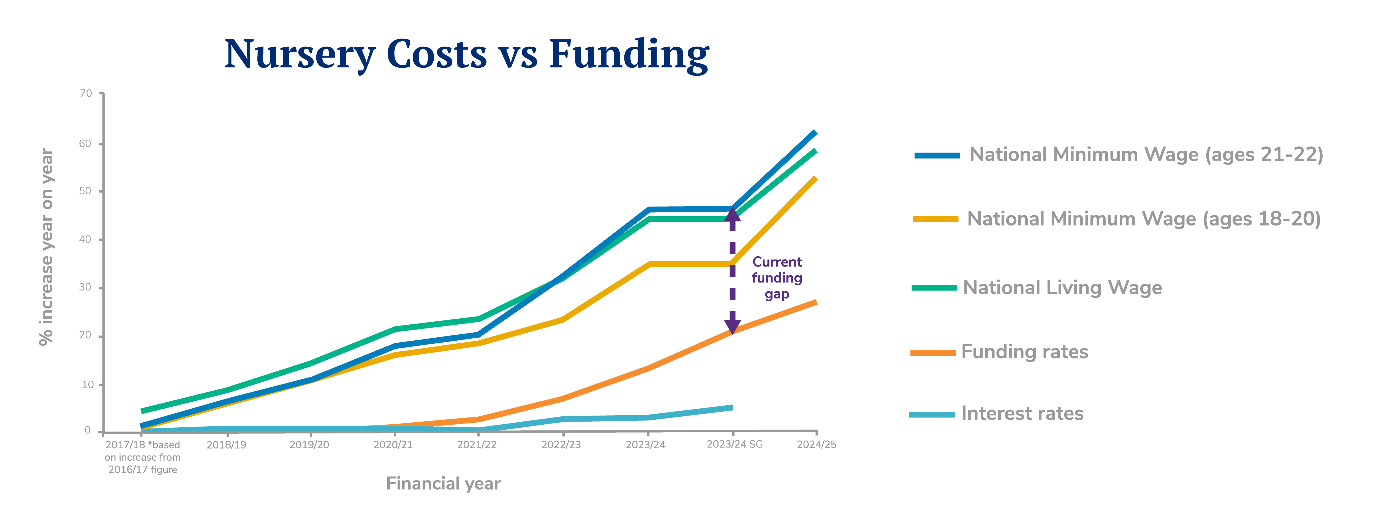 Nursery Costs vs Funding
% increase year on year
70
60
50
40
30
20
10
0
Current
funding
gap
2017/18 *based
on increase from
2016/17 figure
2018/19
2019/20
2020/21
2021/22
2022/23
2023/24
2023/24 SG
2024/25
Financial year
National Minimum Wage (ages 21-22)
National Minimum Wage (ages 18-20)
National Living Wage
Funding rates
Interest rates